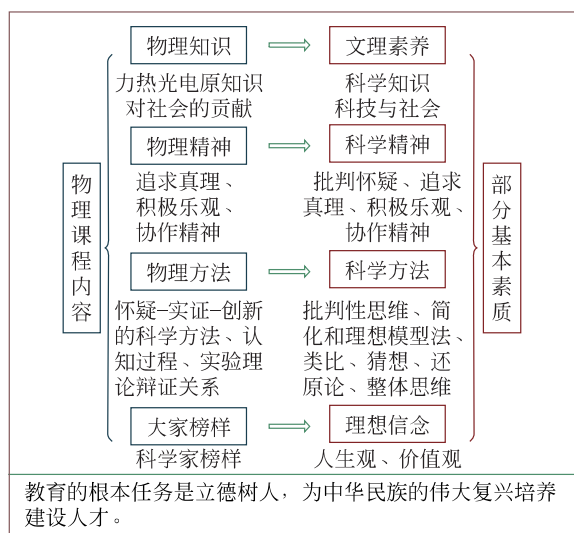 物理课程内容
物理知识
力热光电原知识
对社会的贡献
物理精神
追求真理、
积极乐观、
协作精神
物理方法
怀疑–实证–创新
的科学方法、认
知过程、实验理
论辩证关系
大家榜样
科学家榜样
文理素养
科学知识
科技与社会
科学精神
批判怀疑、追求
真理、积极乐观、
协作精神
科学方法
批判性思维、简
化和理想模型法、
类比、猜想、还
原论、整体思维
理想信念
人生观、价值观
部分基本素质
教育的根本任务是立德树人，为中华民族的伟大复兴培养
建设人才。